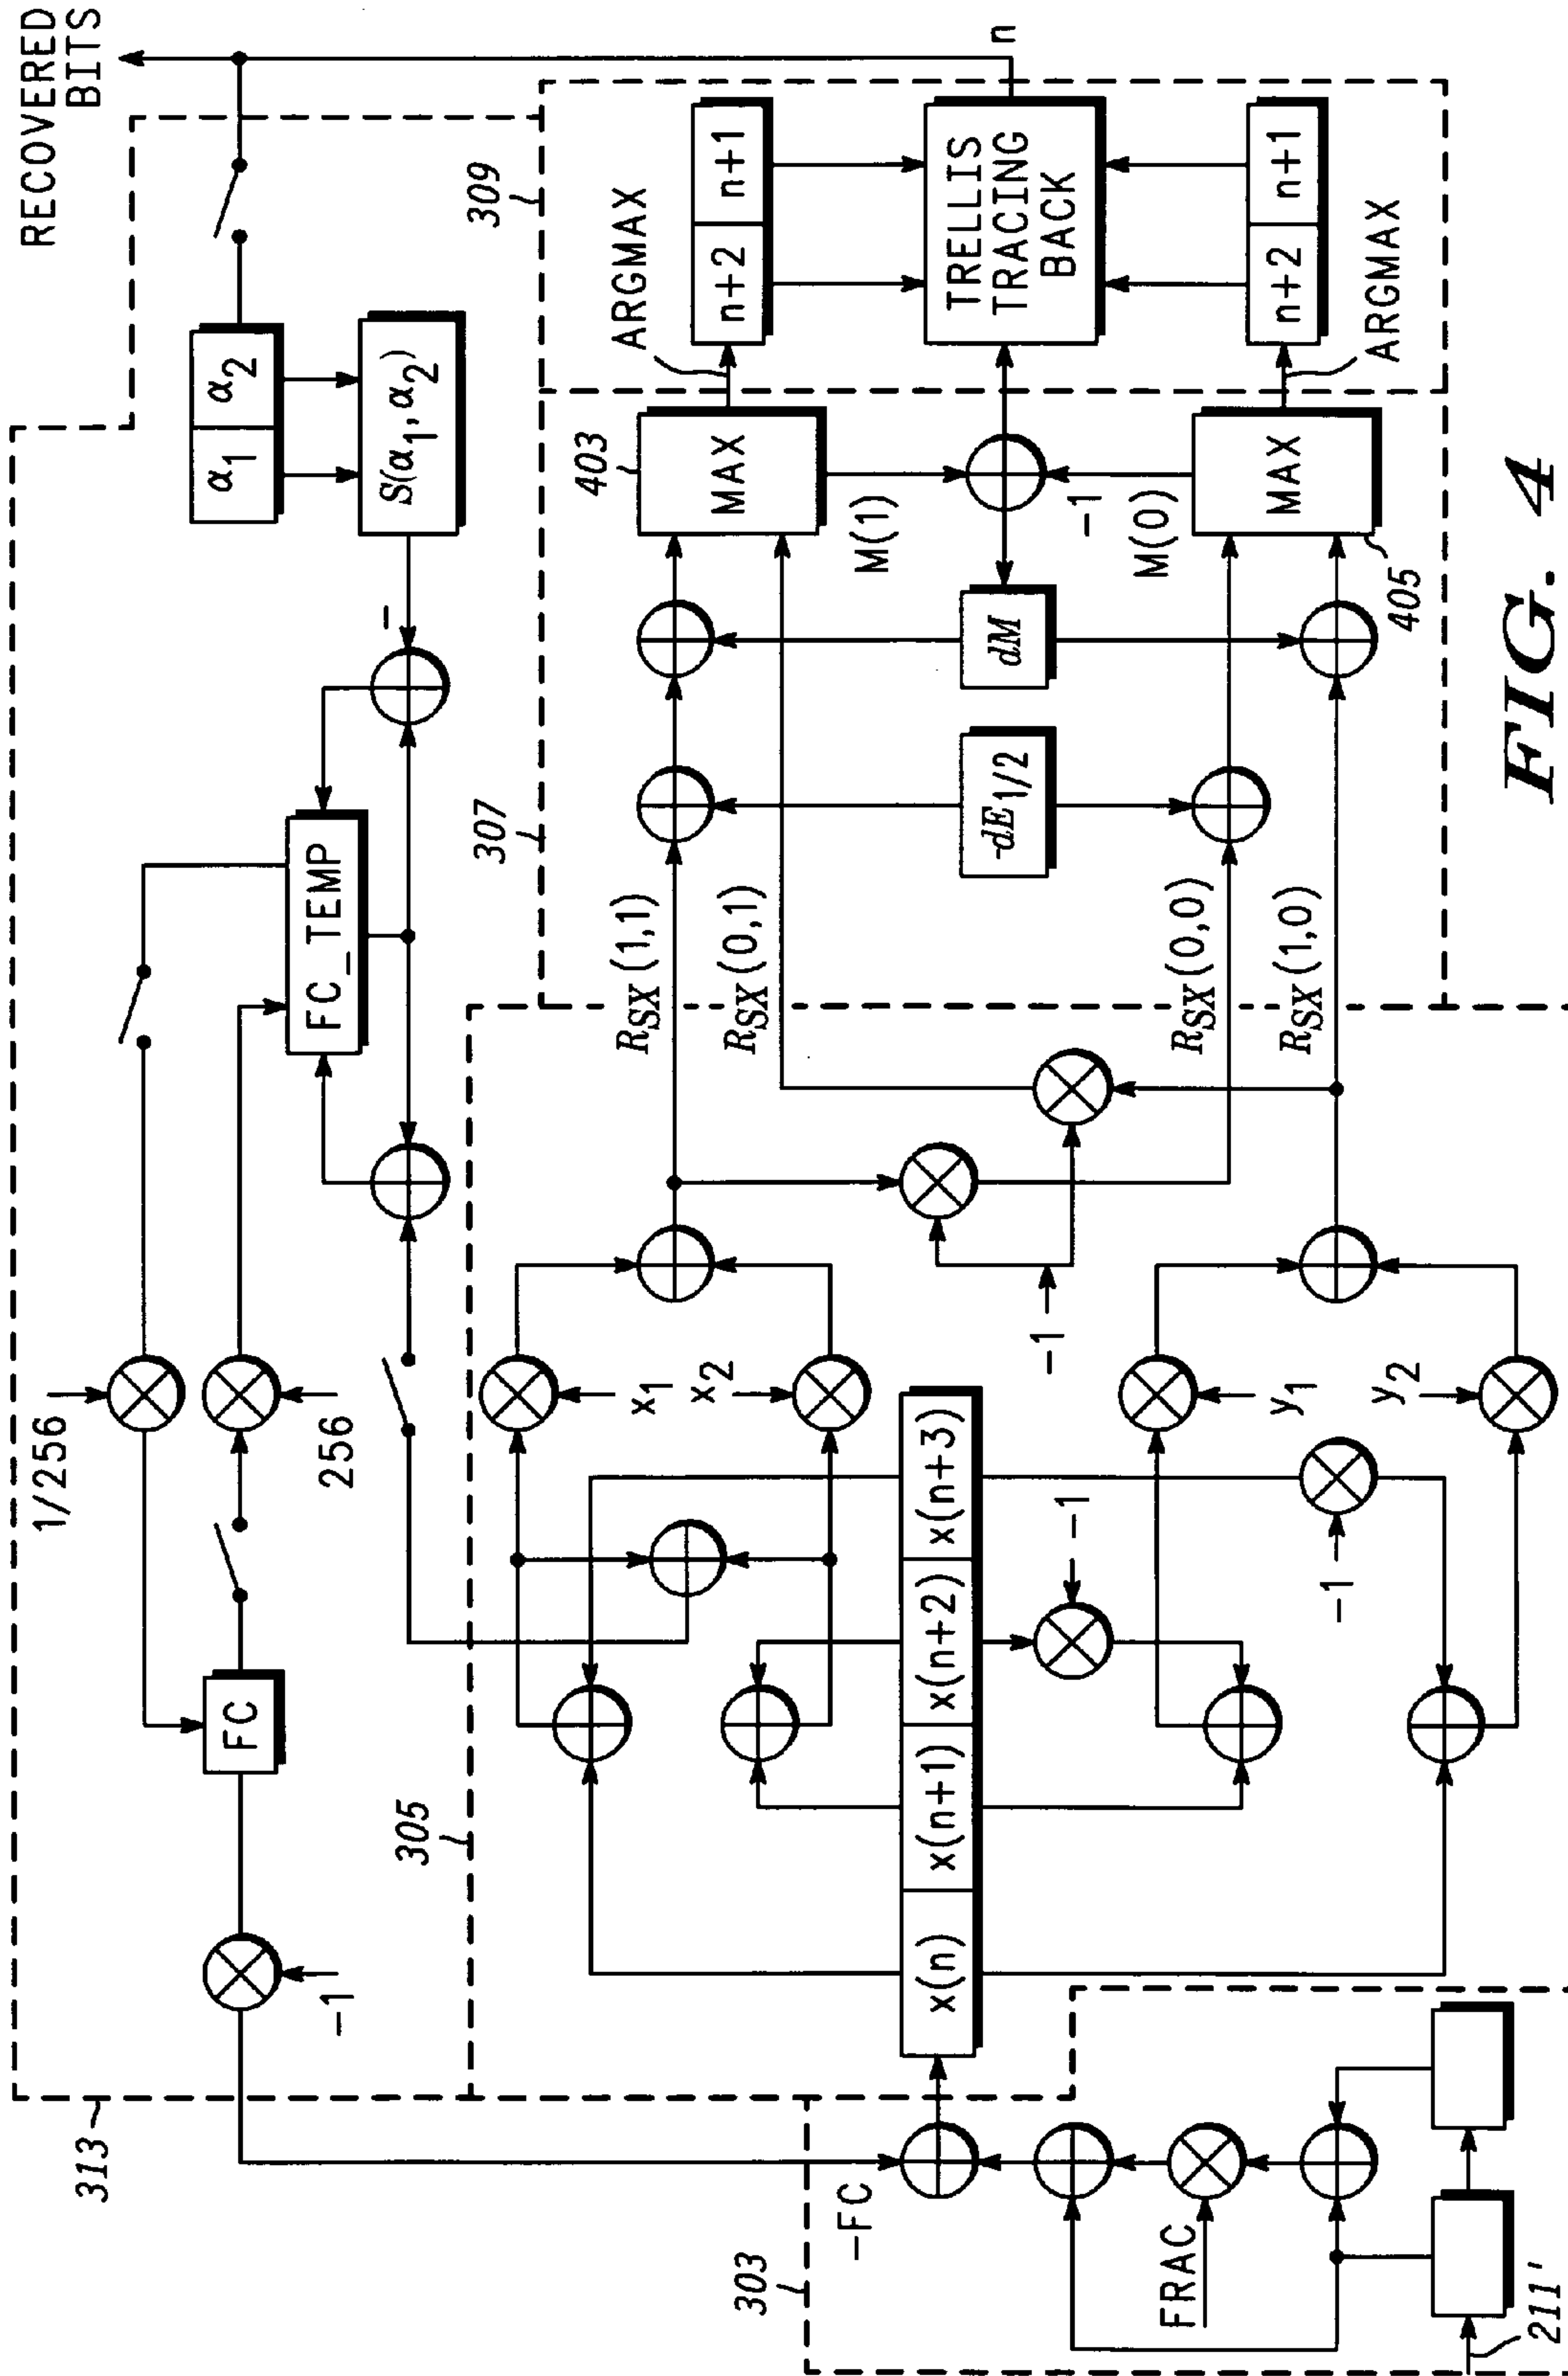 RECOVERED
BITS
313
1/256
256
-1
FC
FC_TEMP
α1 α2
S(α1, α2)
-
305
307
309
303
-FC
FRAC
211'
x(n) x(n+1) x(n+2) x(n+3)
x1
x2
-1
-1
-1
y1
y2
RSX(1,1)
RSX(0,1)
RSX(0,0)
RSX(1,0)
-dE1/2
dM
403
MAX
M(1)
-1
M(0)
MAX
405
ARGMAX
n+2 n+1
TRELLIS
TRACING
BACK
n+2 n+1
ARGMAX
n
FIG. 4